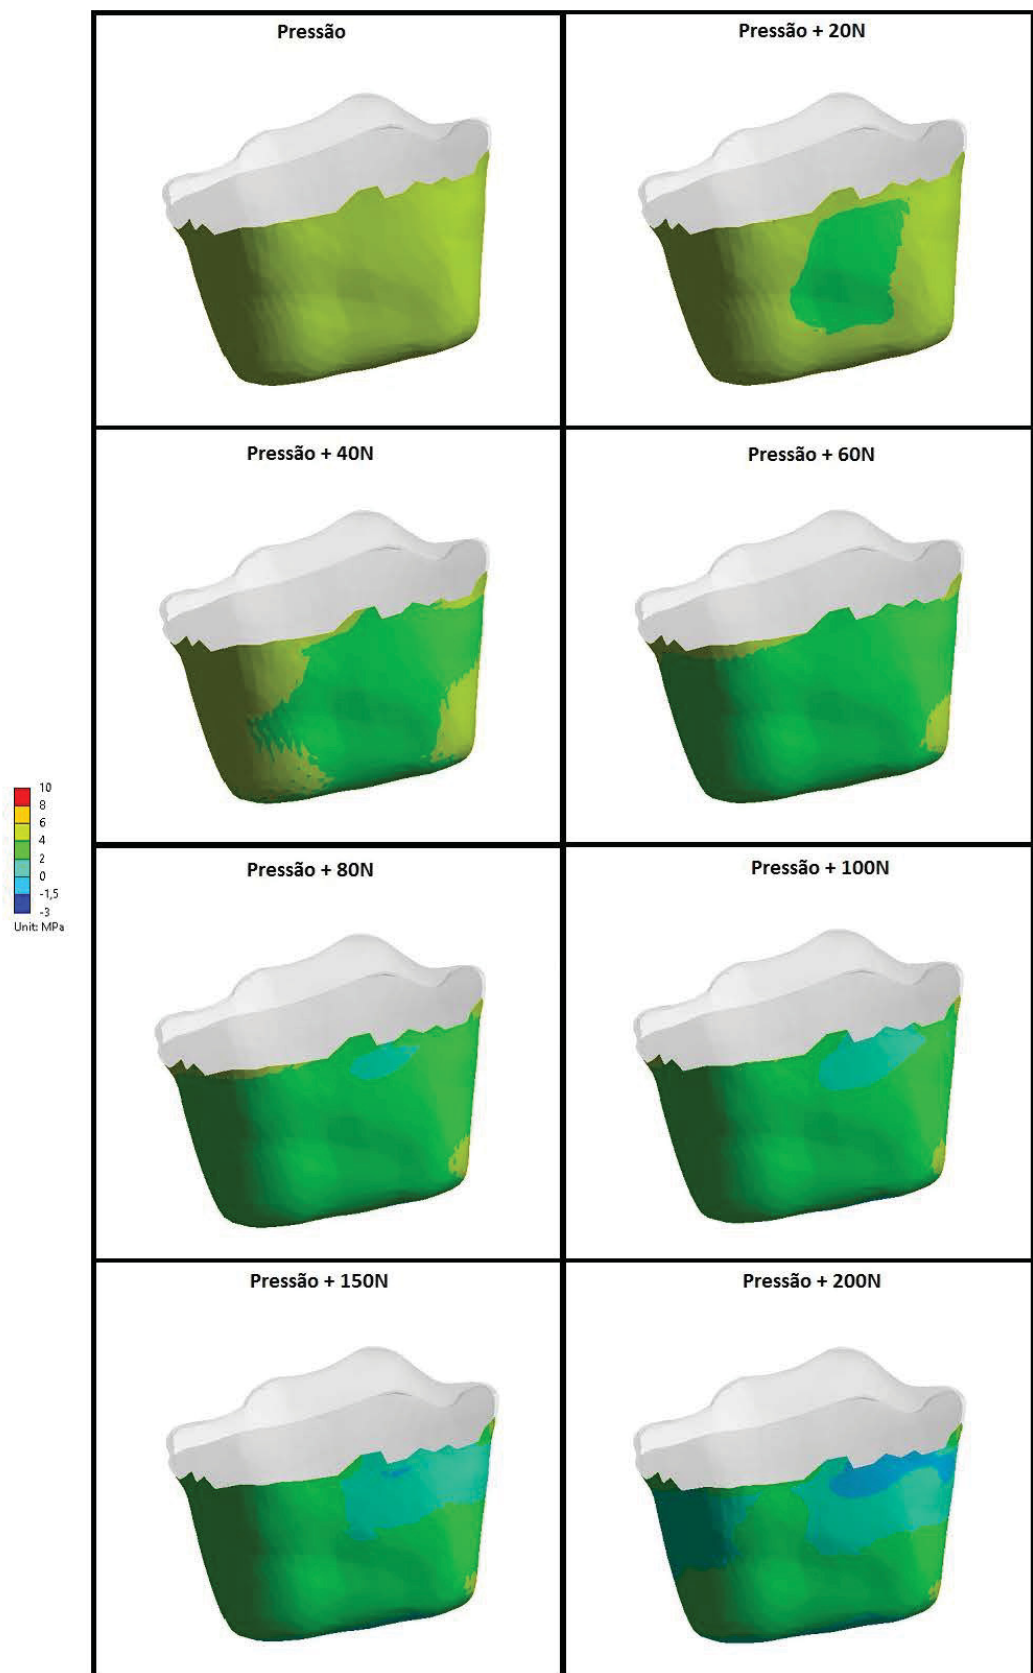 Pressão
Pressão + 20N
Pressão + 40N
Pressão + 60N
10
8
6
4
2
0
-1,5
-3
Unit: MPa
Pressão + 80N
Pressão + 100N
Pressão + 150N
Pressão + 200N